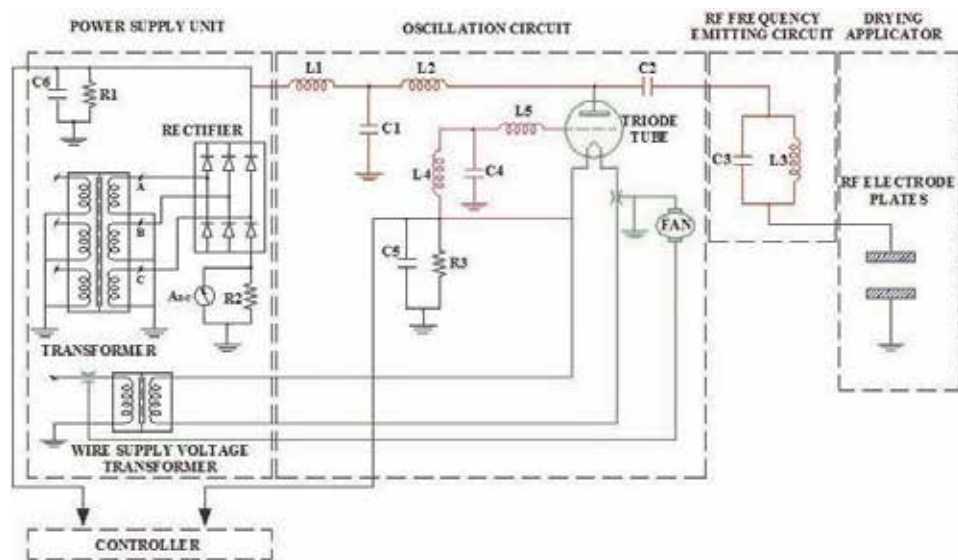 POWER SUPPLY UNIT
OSCILLATION CIRCUIT
RF FREQUENCY
EMITTING CIRCUIT
DRYING
APPLICATOR
C6
R1
L1
L2
C2
L5
TRIODE
TUBE
RECTIFIER
C1
C4
L4
C3
L3
A
B
C
RF ELECTRODE
PLATES
FAN
C5
R3
R2
TRANSFORMER
WIRE SUPPLY VOLTAGE
TRANSFORMER
CONTROLLER